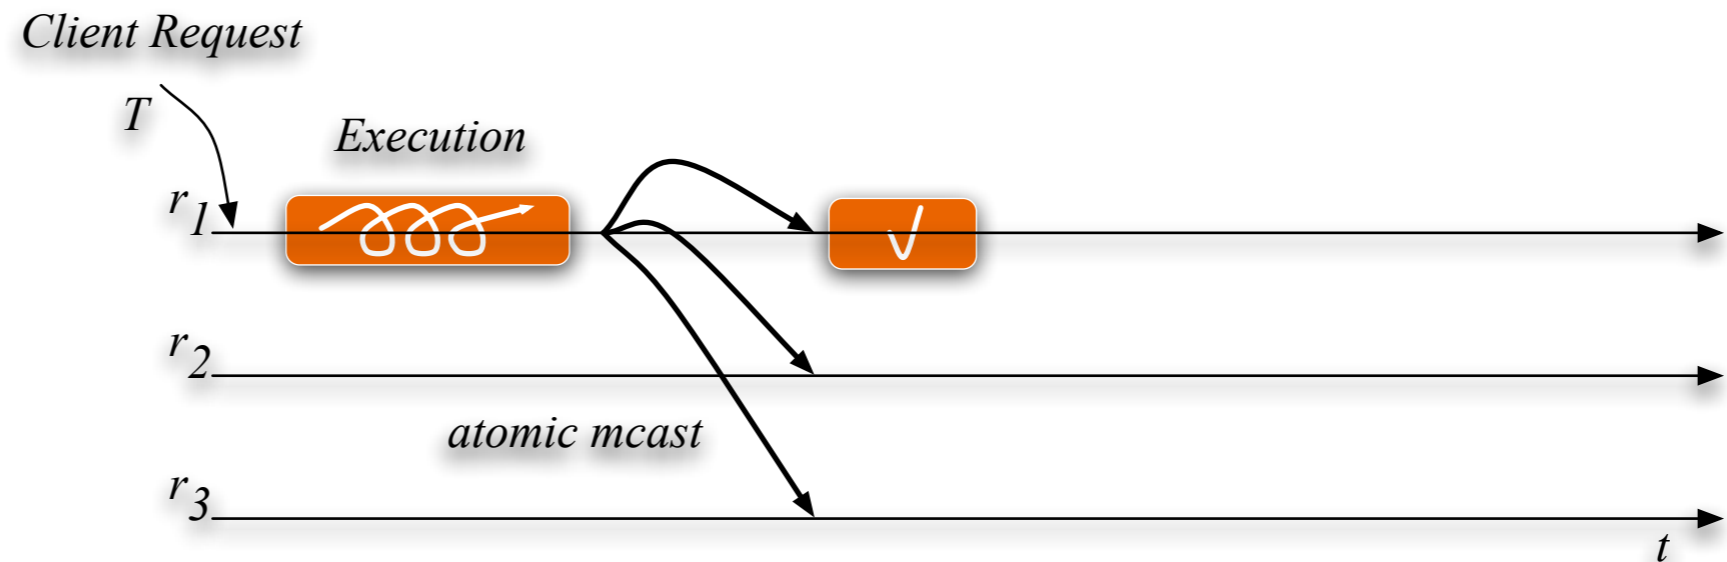 Client Request
T
Execution
r1
r2
atomic mcast
r3
t